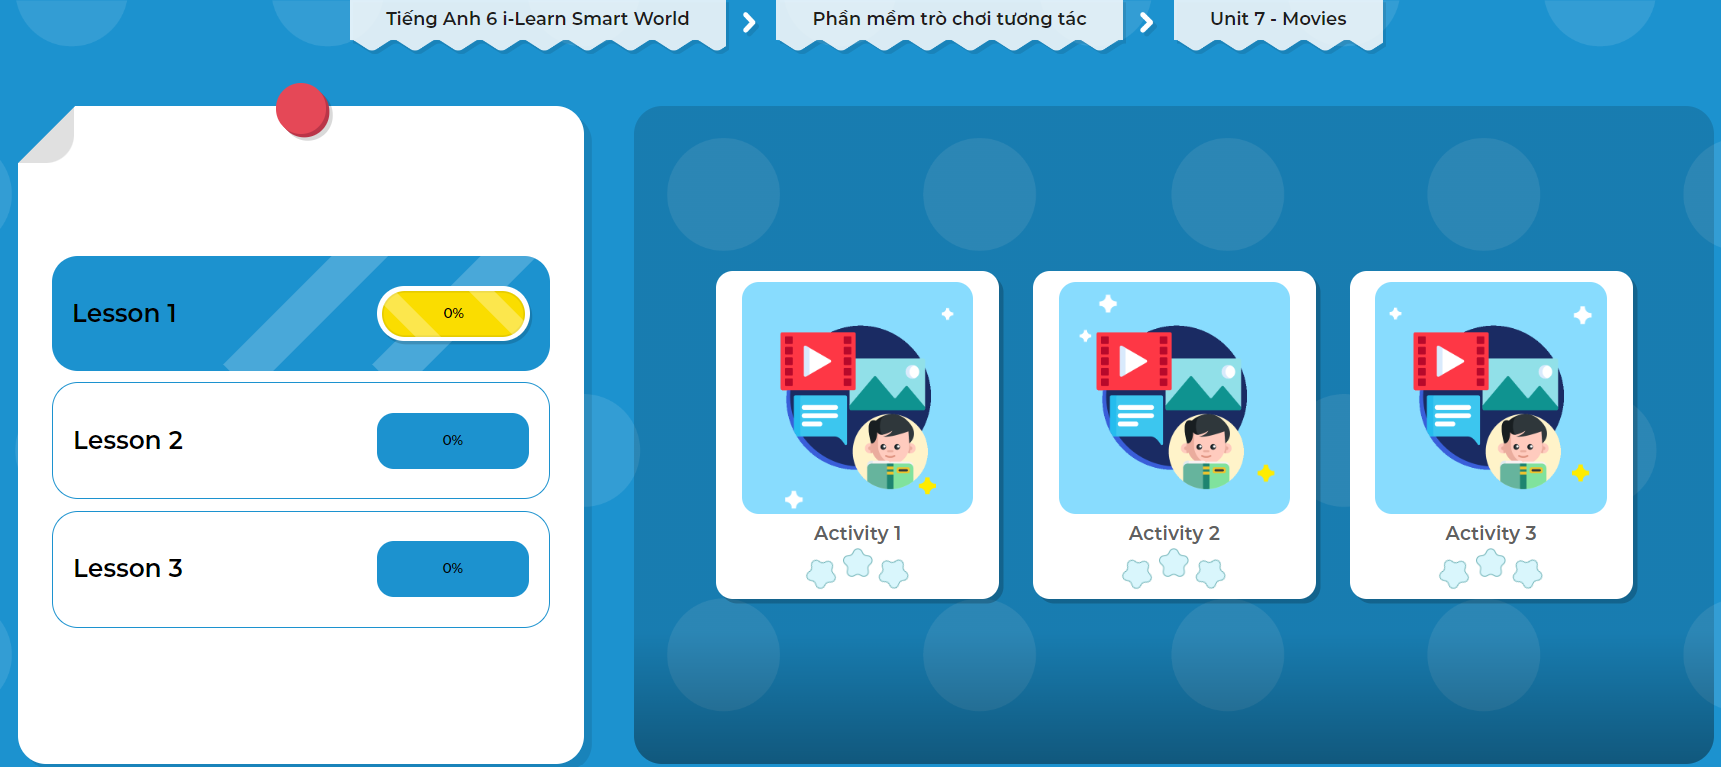 Tiếng Anh 6 i-Learn Smart World
Phần mềm trò chơi tương tác
Unit 7 - Movies
Lesson 1
0%
Lesson 2
0%
Lesson 3
0%
Activity 1
Activity 2
Activity 3